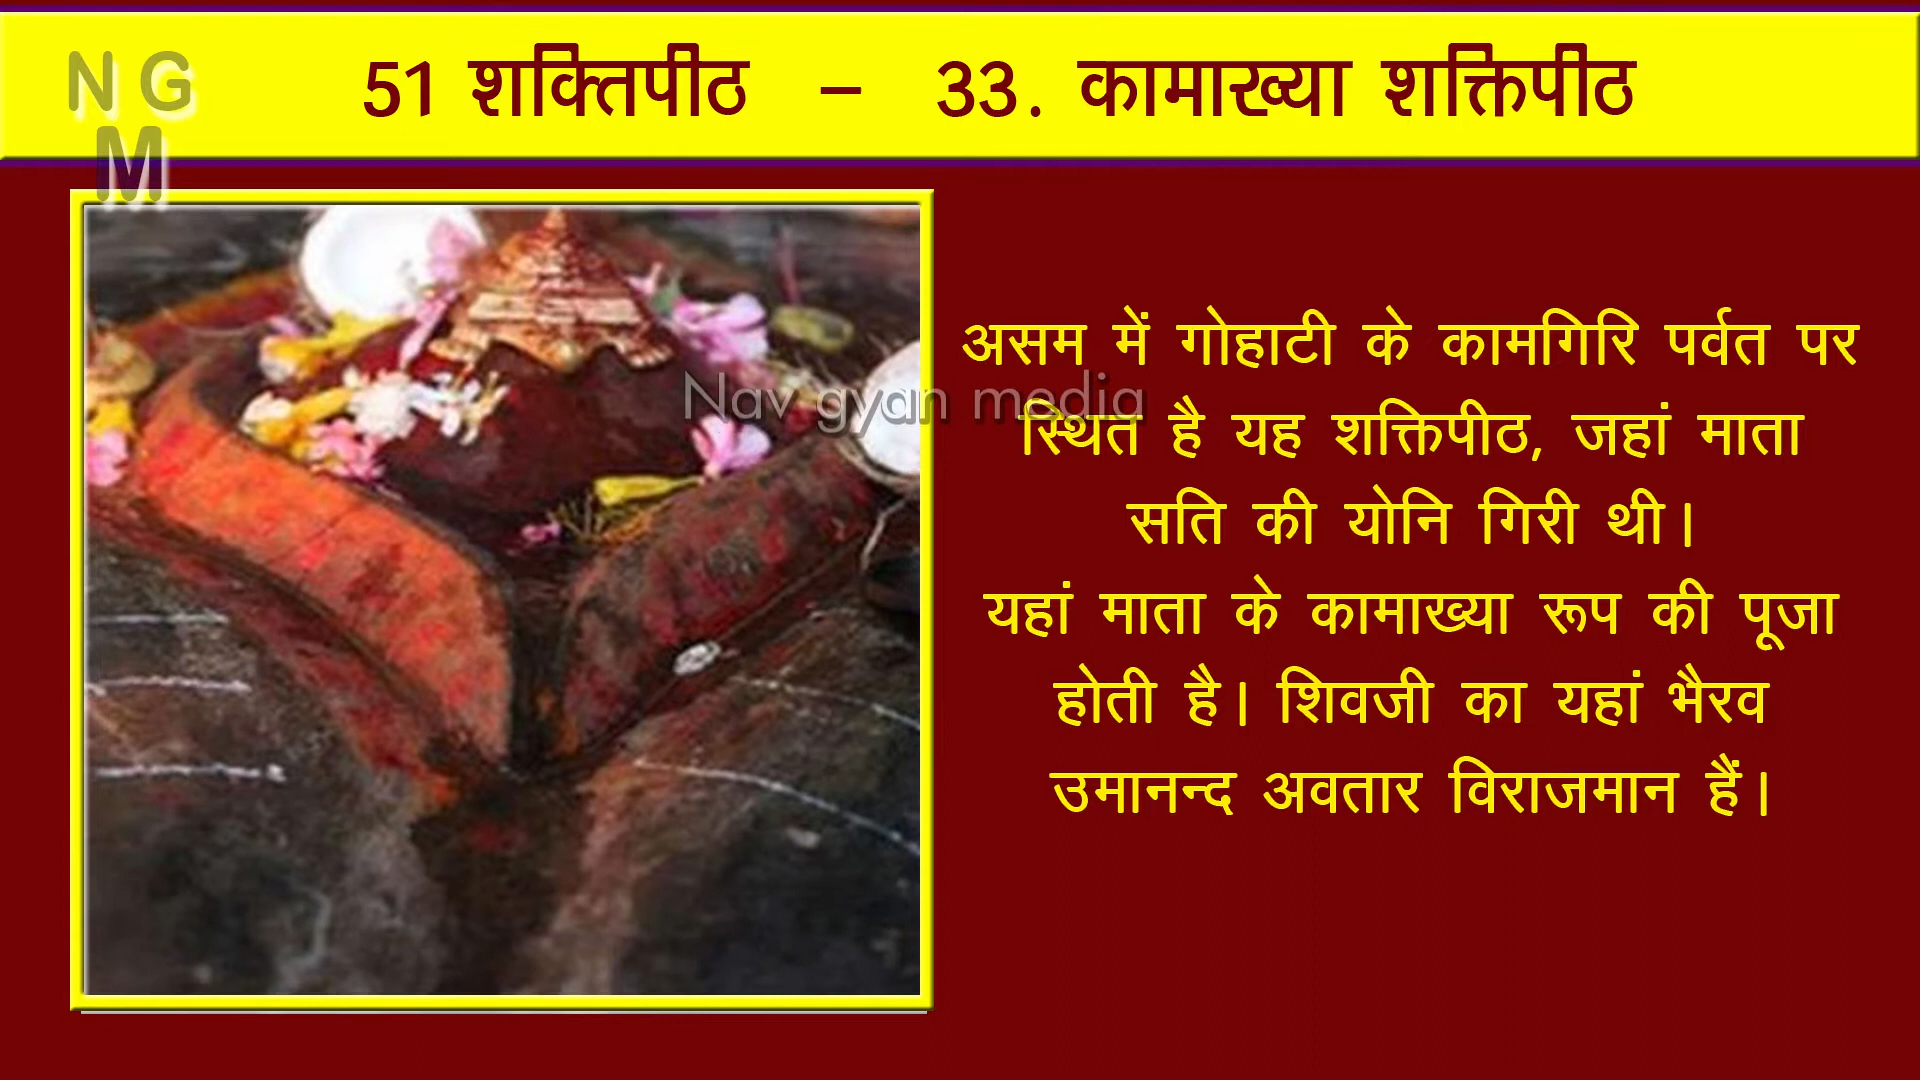 N G
M
51 शक्तिपीठ – 33. कामाख्या शक्तिपीठ
असम में गोहाटी के कामगिरि पर्वत पर
Nav gyan media
स्थित है यह शक्तिपीठ, जहां माता
सति की योनि गिरी थी।
यहां माता के कामाख्या रूप की पूजा
होती है। शिवजी का यहां भैरव
उमानन्द अवतार विराजमान हैं।